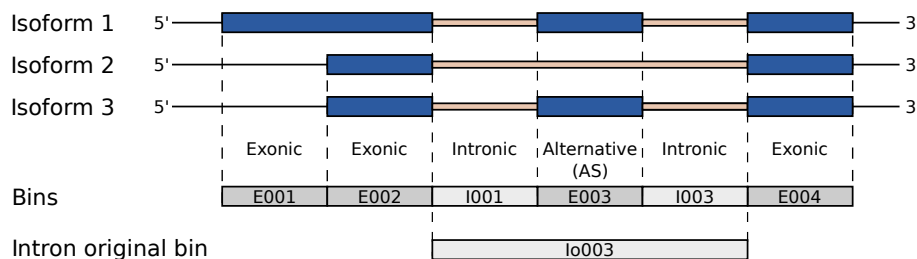 Isoform 1 5' 3
Isoform 2 5' 3
Isoform 3 5' 3
Exonic Exonic Intronic Alternative Intronic Exonic
(AS)
Bins E001 E002 I001 E003 I003 E004
Intron original bin Io003